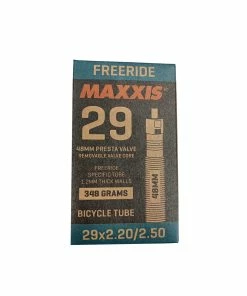 FREERIDE
MAXXIS®
29
48MM PRESTA VALVE
REMOVABLE VALVE CORE
FREERIDE
SPECIFIC TUBE
1.2MM THICK WALLS
348 GRAMS
48MM
BICYCLE TUBE
29x2.20/2.50